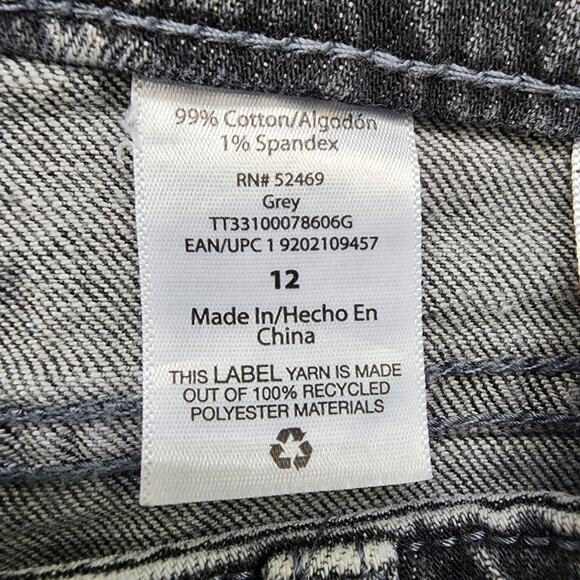 99% Cotton/Algodón
1% Spandex
RN# 52469
Grey
TT33100078606G
EAN/UPC 1 9202109457
12
Made In/Hecho En
China
THIS LABEL YARN IS MADE
OUT OF 100% RECYCLED
POLYESTER MATERIALS